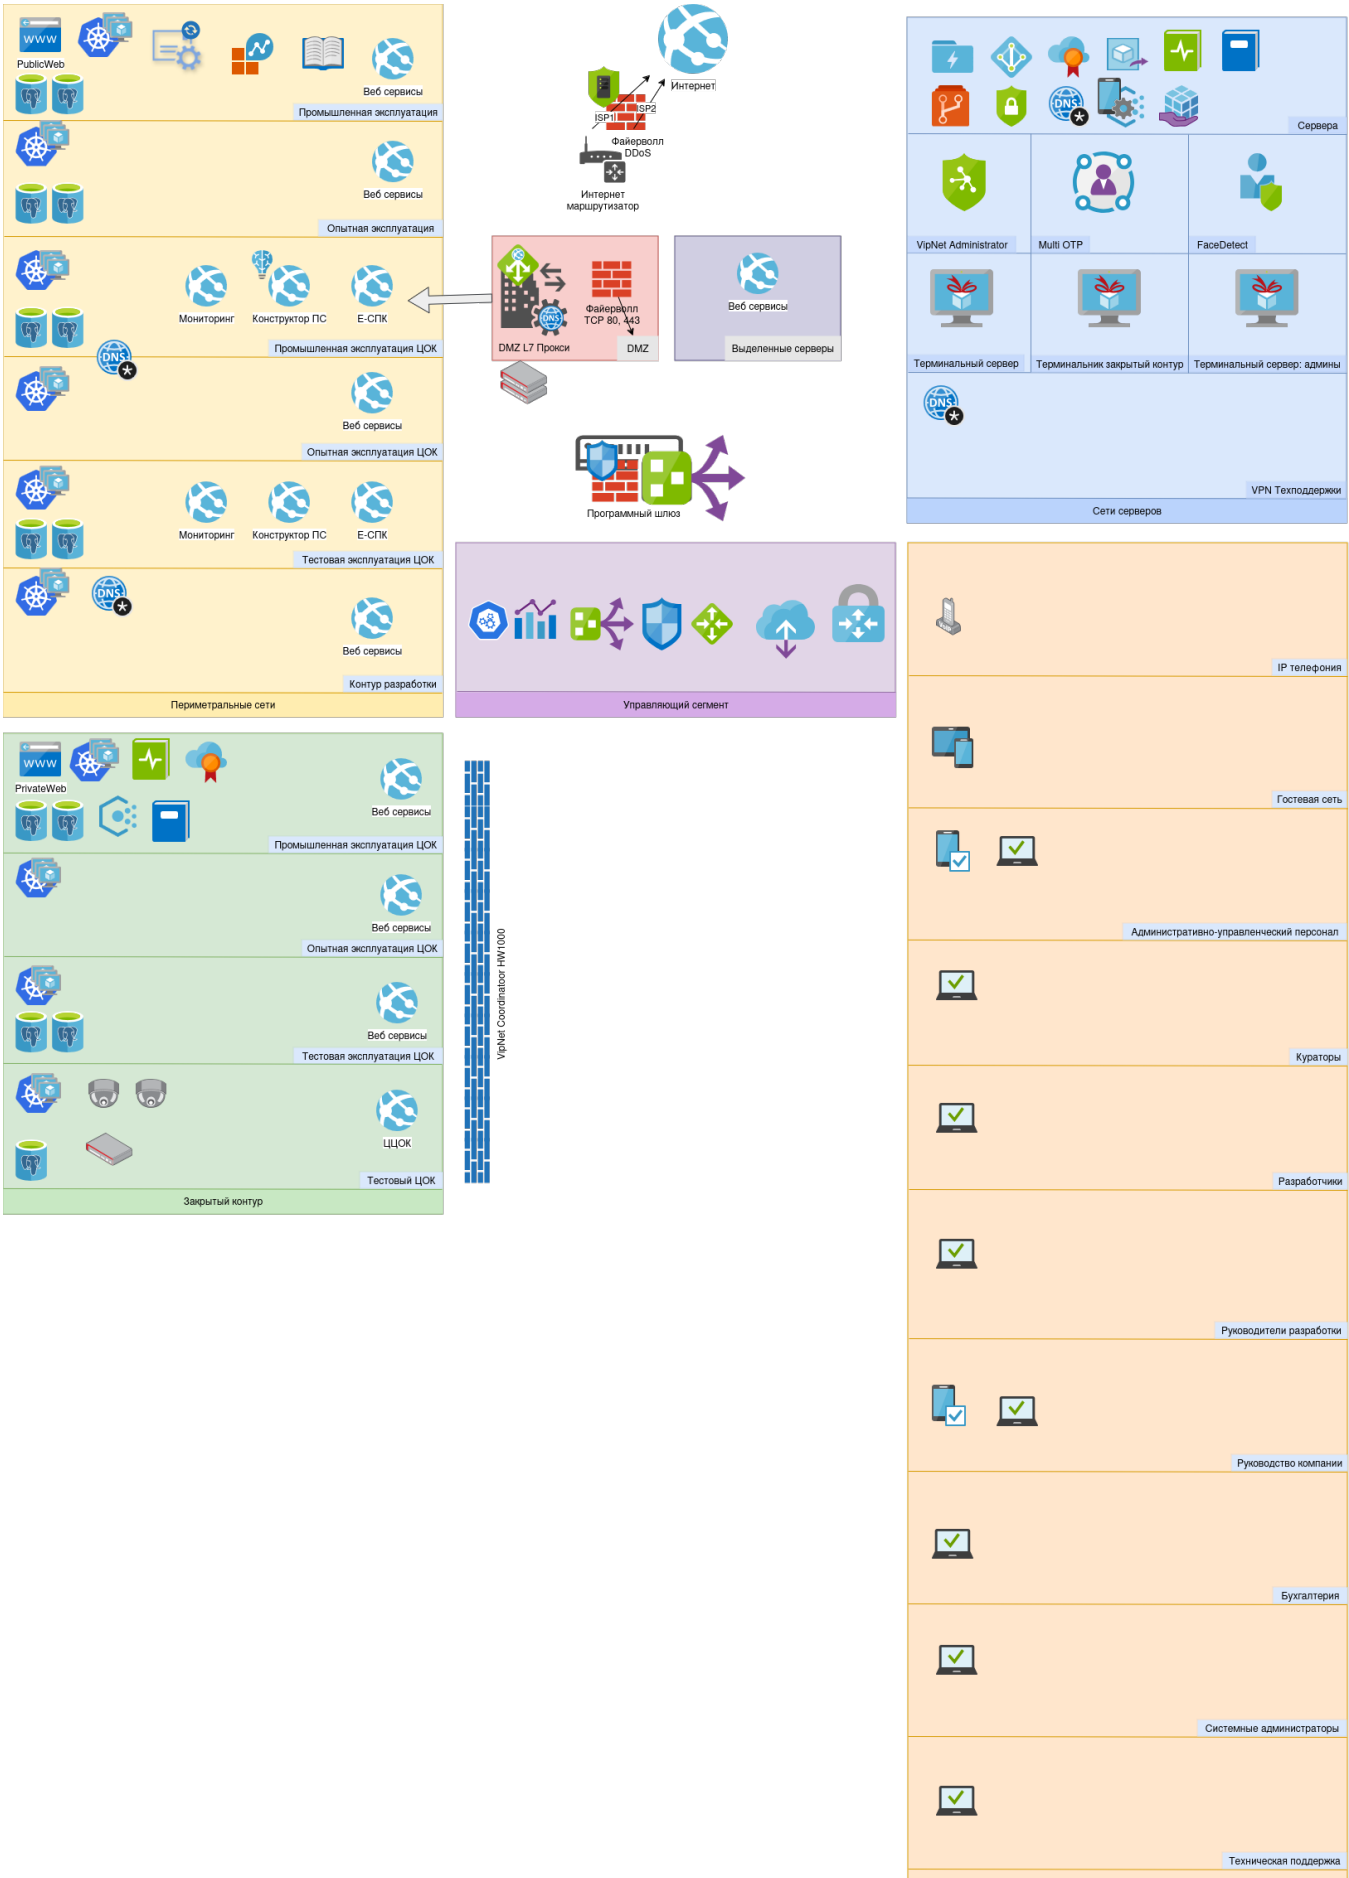 www
PublicWeb
Веб сервисы
Промышленная эксплуатация
Веб сервисы
Опытная эксплуатация
Мониторинг
Конструктор ПС
Е-СПК
Промышленная эксплуатация ЦОК
DNS
Веб сервисы
Опытная эксплуатация ЦОК
Мониторинг
Конструктор ПС
Е-СПК
Тестовая эксплуатация ЦОК
DNS
Веб сервисы
Контур разработки
Периметральные сети
www
PrivateWeb
Веб сервисы
Промышленная эксплуатация ЦОК
Веб сервисы
Опытная эксплуатация ЦОК
Веб сервисы
Тестовая эксплуатация ЦОК
ЦЦОК
Тестовый ЦОК
Закрытый контур
Интернет
ISP1
ISP2
Файерволл
DDoS
Интернет
маршрутизатор
DNS
Файерволл
TCP 80, 443
DMZ L7 Прокси
DMZ
Веб сервисы
Выделенные серверы
Программный шлюз
Управляющий сегмент
VipNet Coordinatoor HW1000
DNS
Сервера
VipNet Administrator
Multi OTP
FaceDetect
Терминальный сервер
Терминальник закрытый контур
Терминальный сервер: админы
DNS
VPN Техподдержки
Сети серверов
IP телефония
Гостевая сеть
Административно-управленческий персонал
Кураторы
Разработчики
Руководители разработки
Руководство компании
Бухгалтерия
Системные администраторы
Техническая поддержка